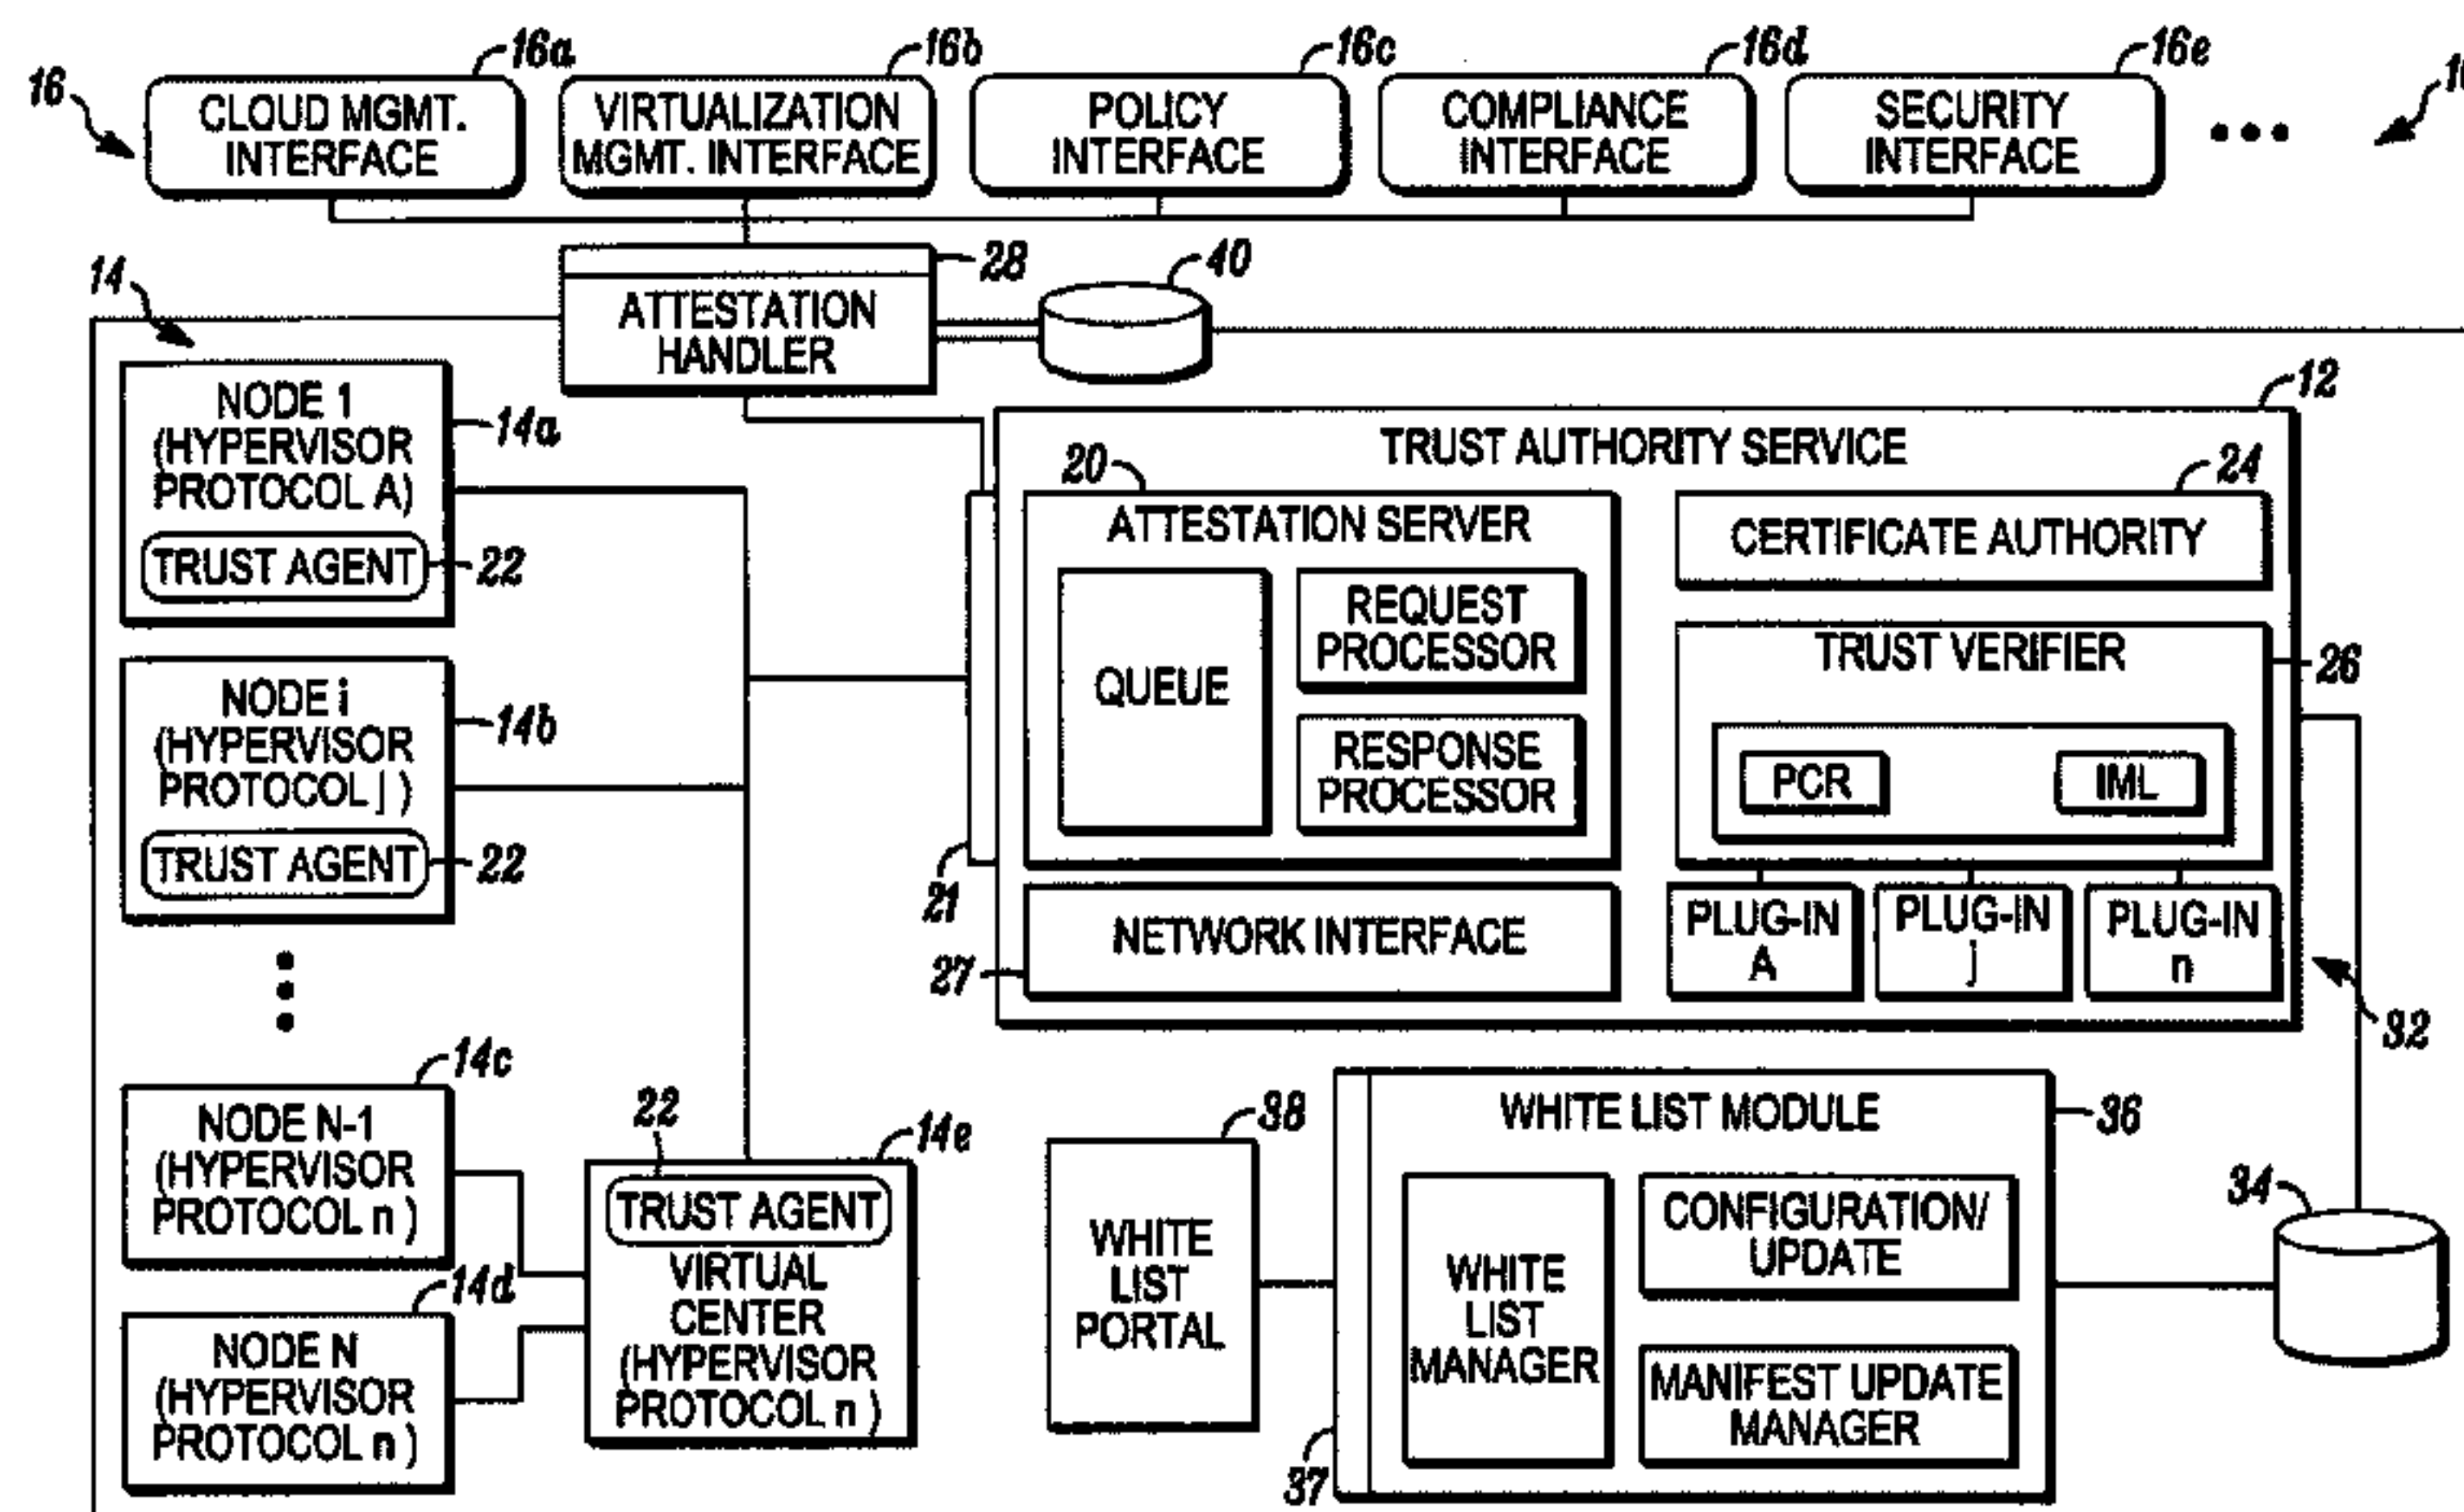 16a
16b
16c
16d
16e
16
CLOUD MGMT.
INTERFACE
VIRTUALIZATION
MGMT. INTERFACE
POLICY
INTERFACE
COMPLIANCE
INTERFACE
SECURITY
INTERFACE
28
40
14
ATTESTATION
HANDLER
12
NODE 1
(HYPERVISOR
PROTOCOL A)
14a
TRUST AGENT
22
NODE i
(HYPERVISOR
PROTOCOL j )
14b
TRUST AGENT
22
TRUST AUTHORITY SERVICE
20
24
ATTESTATION SERVER
QUEUE
REQUEST
PROCESSOR
RESPONSE
PROCESSOR
CERTIFICATE AUTHORITY
TRUST VERIFIER
26
PCR
IML
21
NETWORK INTERFACE
27
PLUG-IN
A
PLUG-IN
j
PLUG-IN
n
32
14c
NODE N-1
(HYPERVISOR
PROTOCOL n )
14d
NODE N
(HYPERVISOR
PROTOCOL n )
22
14e
TRUST AGENT
VIRTUAL
CENTER
(HYPERVISOR
PROTOCOL n )
38
WHITE
LIST
PORTAL
WHITE LIST MODULE
36
WHITE
LIST
MANAGER
CONFIGURATION/
UPDATE
MANIFEST UPDATE
MANAGER
37
34